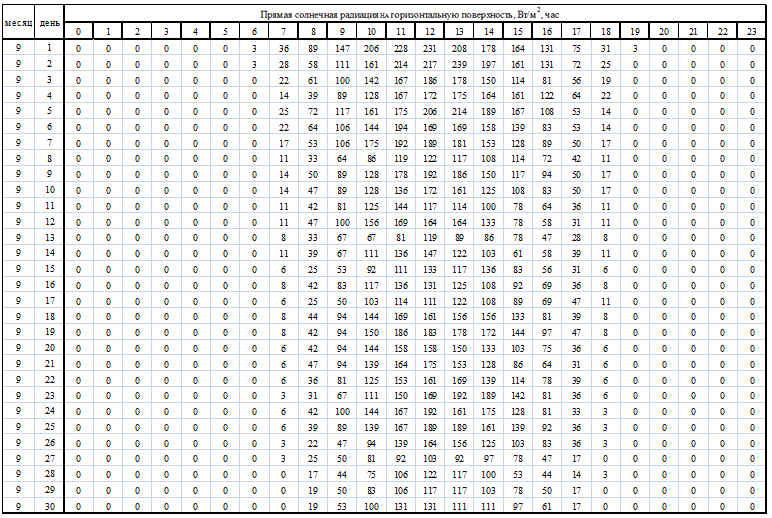 месяц день Прямая солнечная радиация на горизонтальную поверхность, Вт/м², час
0 1 2 3 4 5 6 7 8 9 10 11 12 13 14 15 16 17 18 19 20 21 22 23
9 1 0 0 0 0 0 0 3 36 89 147 206 228 231 208 178 164 131 75 31 3 0 0 0 0
9 2 0 0 0 0 0 0 3 28 58 111 161 214 217 239 197 161 131 72 25 0 0 0 0 0
9 3 0 0 0 0 0 0 0 22 61 100 142 167 186 178 150 114 81 56 19 0 0 0 0 0
9 4 0 0 0 0 0 0 0 14 39 89 128 167 172 175 164 161 122 64 22 0 0 0 0 0
9 5 0 0 0 0 0 0 0 25 72 117 161 175 206 214 189 167 108 53 14 0 0 0 0 0
9 6 0 0 0 0 0 0 0 22 64 106 144 194 169 169 158 139 83 53 14 0 0 0 0 0
9 7 0 0 0 0 0 0 0 17 53 106 175 192 189 181 153 128 89 50 17 0 0 0 0 0
9 8 0 0 0 0 0 0 0 11 33 64 86 119 122 117 108 114 72 42 11 0 0 0 0 0
9 9 0 0 0 0 0 0 0 14 50 89 128 178 192 186 150 117 94 50 17 0 0 0 0 0
9 10 0 0 0 0 0 0 0 14 47 89 128 136 172 161 125 108 83 50 17 0 0 0 0 0
9 11 0 0 0 0 0 0 0 11 42 81 125 144 117 114 100 78 64 36 11 0 0 0 0 0
9 12 0 0 0 0 0 0 0 11 47 100 156 169 164 164 133 78 58 31 11 0 0 0 0 0
9 13 0 0 0 0 0 0 0 8 33 67 67 81 119 89 86 78 47 28 8 0 0 0 0 0
9 14 0 0 0 0 0 0 0 11 39 67 111 136 147 122 103 61 58 39 11 0 0 0 0 0
9 15 0 0 0 0 0 0 0 6 25 53 92 111 133 117 136 83 56 31 6 0 0 0 0 0
9 16 0 0 0 0 0 0 0 8 42 83 117 136 131 125 108 92 69 36 8 0 0 0 0 0
9 17 0 0 0 0 0 0 0 6 25 50 103 114 111 122 108 89 69 47 11 0 0 0 0 0
9 18 0 0 0 0 0 0 0 8 44 94 144 169 161 156 156 133 81 39 8 0 0 0 0 0
9 19 0 0 0 0 0 0 0 8 42 94 150 186 183 178 172 144 97 47 8 0 0 0 0 0
9 20 0 0 0 0 0 0 0 6 42 94 144 158 158 150 133 103 75 36 6 0 0 0 0 0
9 21 0 0 0 0 0 0 0 6 47 94 139 164 175 153 128 86 64 31 6 0 0 0 0 0
9 22 0 0 0 0 0 0 0 6 36 81 125 153 161 169 139 114 78 39 6 0 0 0 0 0
9 23 0 0 0 0 0 0 0 3 31 67 111 150 169 192 189 142 81 36 6 0 0 0 0 0
9 24 0 0 0 0 0 0 0 6 42 100 144 167 192 161 175 128 81 33 3 0 0 0 0 0
9 25 0 0 0 0 0 0 0 6 39 89 139 167 189 189 161 139 92 36 3 0 0 0 0 0
9 26 0 0 0 0 0 0 0 3 22 47 94 139 164 156 125 103 83 36 3 0 0 0 0 0
9 27 0 0 0 0 0 0 0 3 25 50 81 92 103 92 97 78 47 17 0 0 0 0 0 0
9 28 0 0 0 0 0 0 0 0 17 44 75 106 122 117 100 53 44 14 3 0 0 0 0 0
9 29 0 0 0 0 0 0 0 0 19 50 83 106 117 117 103 78 50 17 0 0 0 0 0 0
9 30 0 0 0 0 0 0 0 0 19 53 100 131 131 111 111 97 61 17 0 0 0 0 0 0